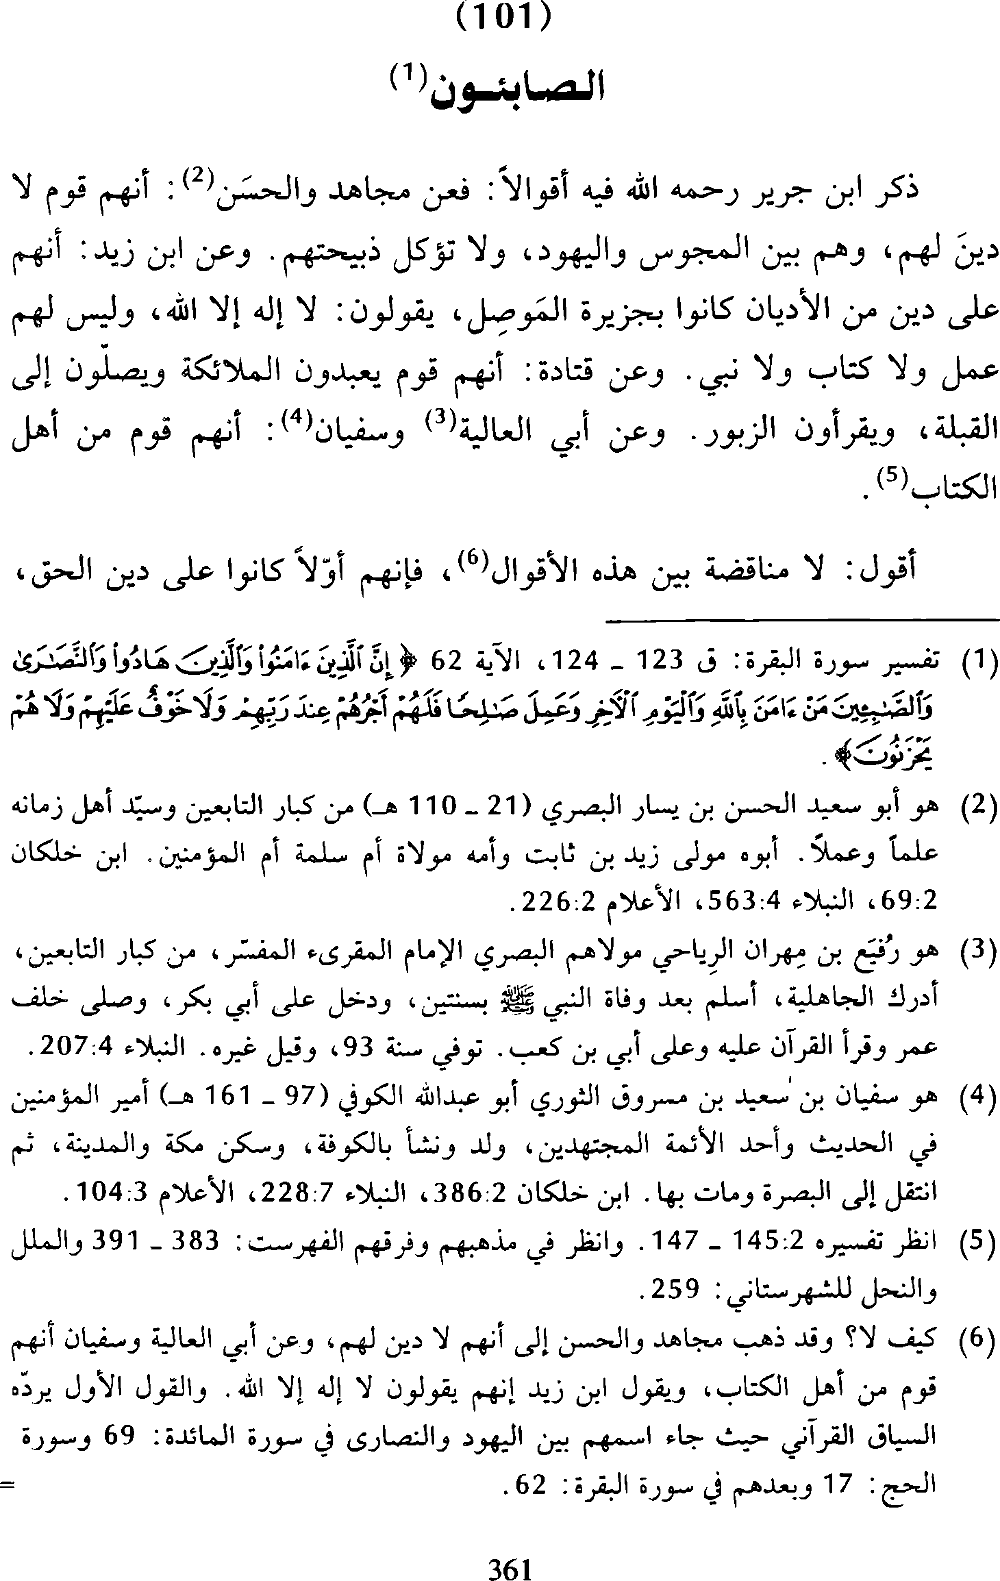 (101)
الصابئون(1)
ذكر ابن جرير رحمه الله فيه أقوالاً: فعن مجاهد والحسَن(2): أنهم قوم لا
دينَ لهم، وهم بين المجوس واليهود، ولا تؤكل ذبيحتهم. وعن ابن زيد: أنهم
على دين من الأديان كانوا بجزيرة المَوصِل، يقولون: لا إله إلا الله، وليس لهم
عمل ولا كتاب ولا نبي. وعن قتادة: أنهم قوم يعبدون الملائكة ويصلّون إلى
القبلة، ويقرأون الزبور. وعن أبي العالية(3) وسفيان(4): أنهم قوم من أهل
الكتاب(5).
أقول: لا مناقضة بين هذه الأقوال(6)، فإنهم أوّلاً كانوا على دين الحق،
(1) تفسير سورة البقرة: ق 123 - 124، الآية 62 ﴿إِنَّ ٱلَّذِينَ ءَامَنُوا۟ وَٱلَّذِينَ هَادُوا۟ وَٱلنَّصَٰرَىٰ
وَٱلصَّٰبِـِٔينَ مَنْ ءَامَنَ بِٱللَّهِ وَٱلْيَوْمِ ٱلْـَٔاخِرِ وَعَمِلَ صَٰلِحًا فَلَهُمْ أَجْرُهُمْ عِندَ رَبِّهِمْ وَلَا خَوْفٌ عَلَيْهِمْ وَلَا هُمْ
يَحْزَنُونَ﴾.
(2) هو أبو سعيد الحسن بن يسار البصري (21 - 110 هـ) من كبار التابعين وسيّد أهل زمانه
علماً وعملاً. أبوه مولى زيد بن ثابت وأمه مولاة أم سلمة أم المؤمنين. ابن خلكان
69:2، النبلاء 563:4، الأعلام 226:2.
(3) هو رُفيَع بن مِهران الرِياحي مولاهم البصري الإمام المقرىء المفسّر، من كبار التابعين،
أدرك الجاهلية، أسلم بعد وفاة النبي ﷺ بسنتين، ودخل على أبي بكر، وصلى خلف
عمر وقرأ القرآن عليه وعلى أبي بن كعب. توفي سنة 93، وقيل غيره. النبلاء 207:4.
(4) هو سفيان بن سعيد بن مسروق الثوري أبو عبدالله الكوفي (97 - 161 هـ) أمير المؤمنين
في الحديث وأحد الأئمة المجتهدين، ولد ونشأ بالكوفة، وسكن مكة والمدينة، ثم
انتقل إلى البصرة ومات بها. ابن خلكان 386:2، النبلاء 228:7، الأعلام 104:3.
(5) انظر تفسيره 145:2 - 147. وانظر في مذهبهم وفرقهم الفهرست: 383 - 391 والملل
والنحل للشهرستاني: 259.
(6) كيف لا؟ وقد ذهب مجاهد والحسن إلى أنهم لا دين لهم، وعن أبي العالية وسفيان أنهم
قوم من أهل الكتاب، ويقول ابن زيد إنهم يقولون لا إله إلا الله. والقول الأول يردّه
السياق القرآني حيث جاء اسمهم بين اليهود والنصارى في سورة المائدة: 69 وسورة
الحج: 17 وبعدهم في سورة البقرة: 62. =
361